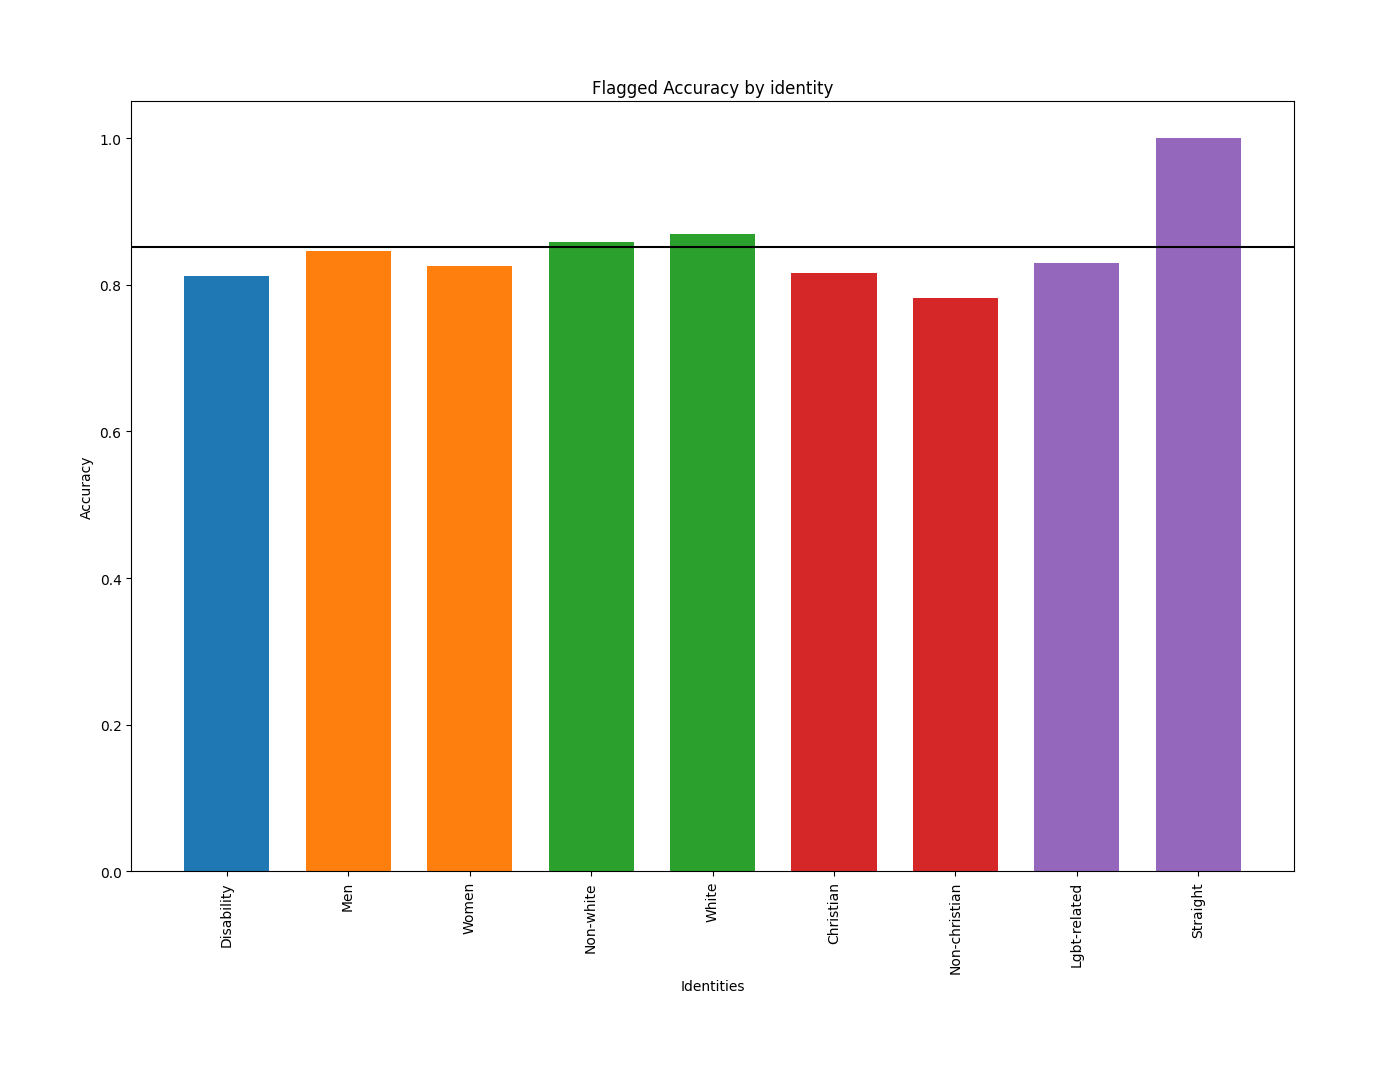 Flagged Accuracy by identity
1.0
0.8
0.6
0.4
0.2
0.0
Accuracy
Disability
Men
Women
Non-white
White
Christian
Non-christian
Lgbt-related
Straight
Identities